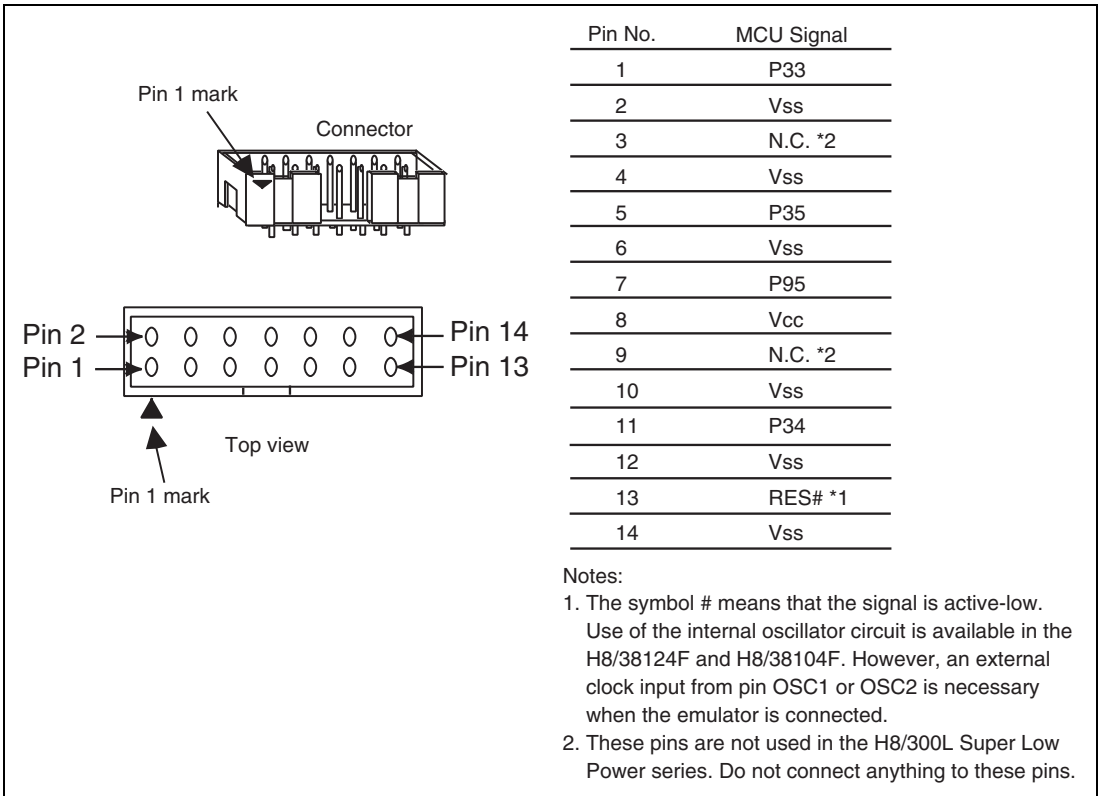 Pin 1 mark
Connector
Pin 2
Pin 14
Pin 1
Pin 13
Top view
Pin 1 mark
Pin No. MCU Signal
1 P33
2 Vss
3 N.C. *2
4 Vss
5 P35
6 Vss
7 P95
8 Vcc
9 N.C. *2
10 Vss
11 P34
12 Vss
13 RES# *1
14 Vss
Notes:
1. The symbol # means that the signal is active-low.
Use of the internal oscillator circuit is available in the
H8/38124F and H8/38104F. However, an external
clock input from pin OSC1 or OSC2 is necessary
when the emulator is connected.
2. These pins are not used in the H8/300L Super Low
Power series. Do not connect anything to these pins.